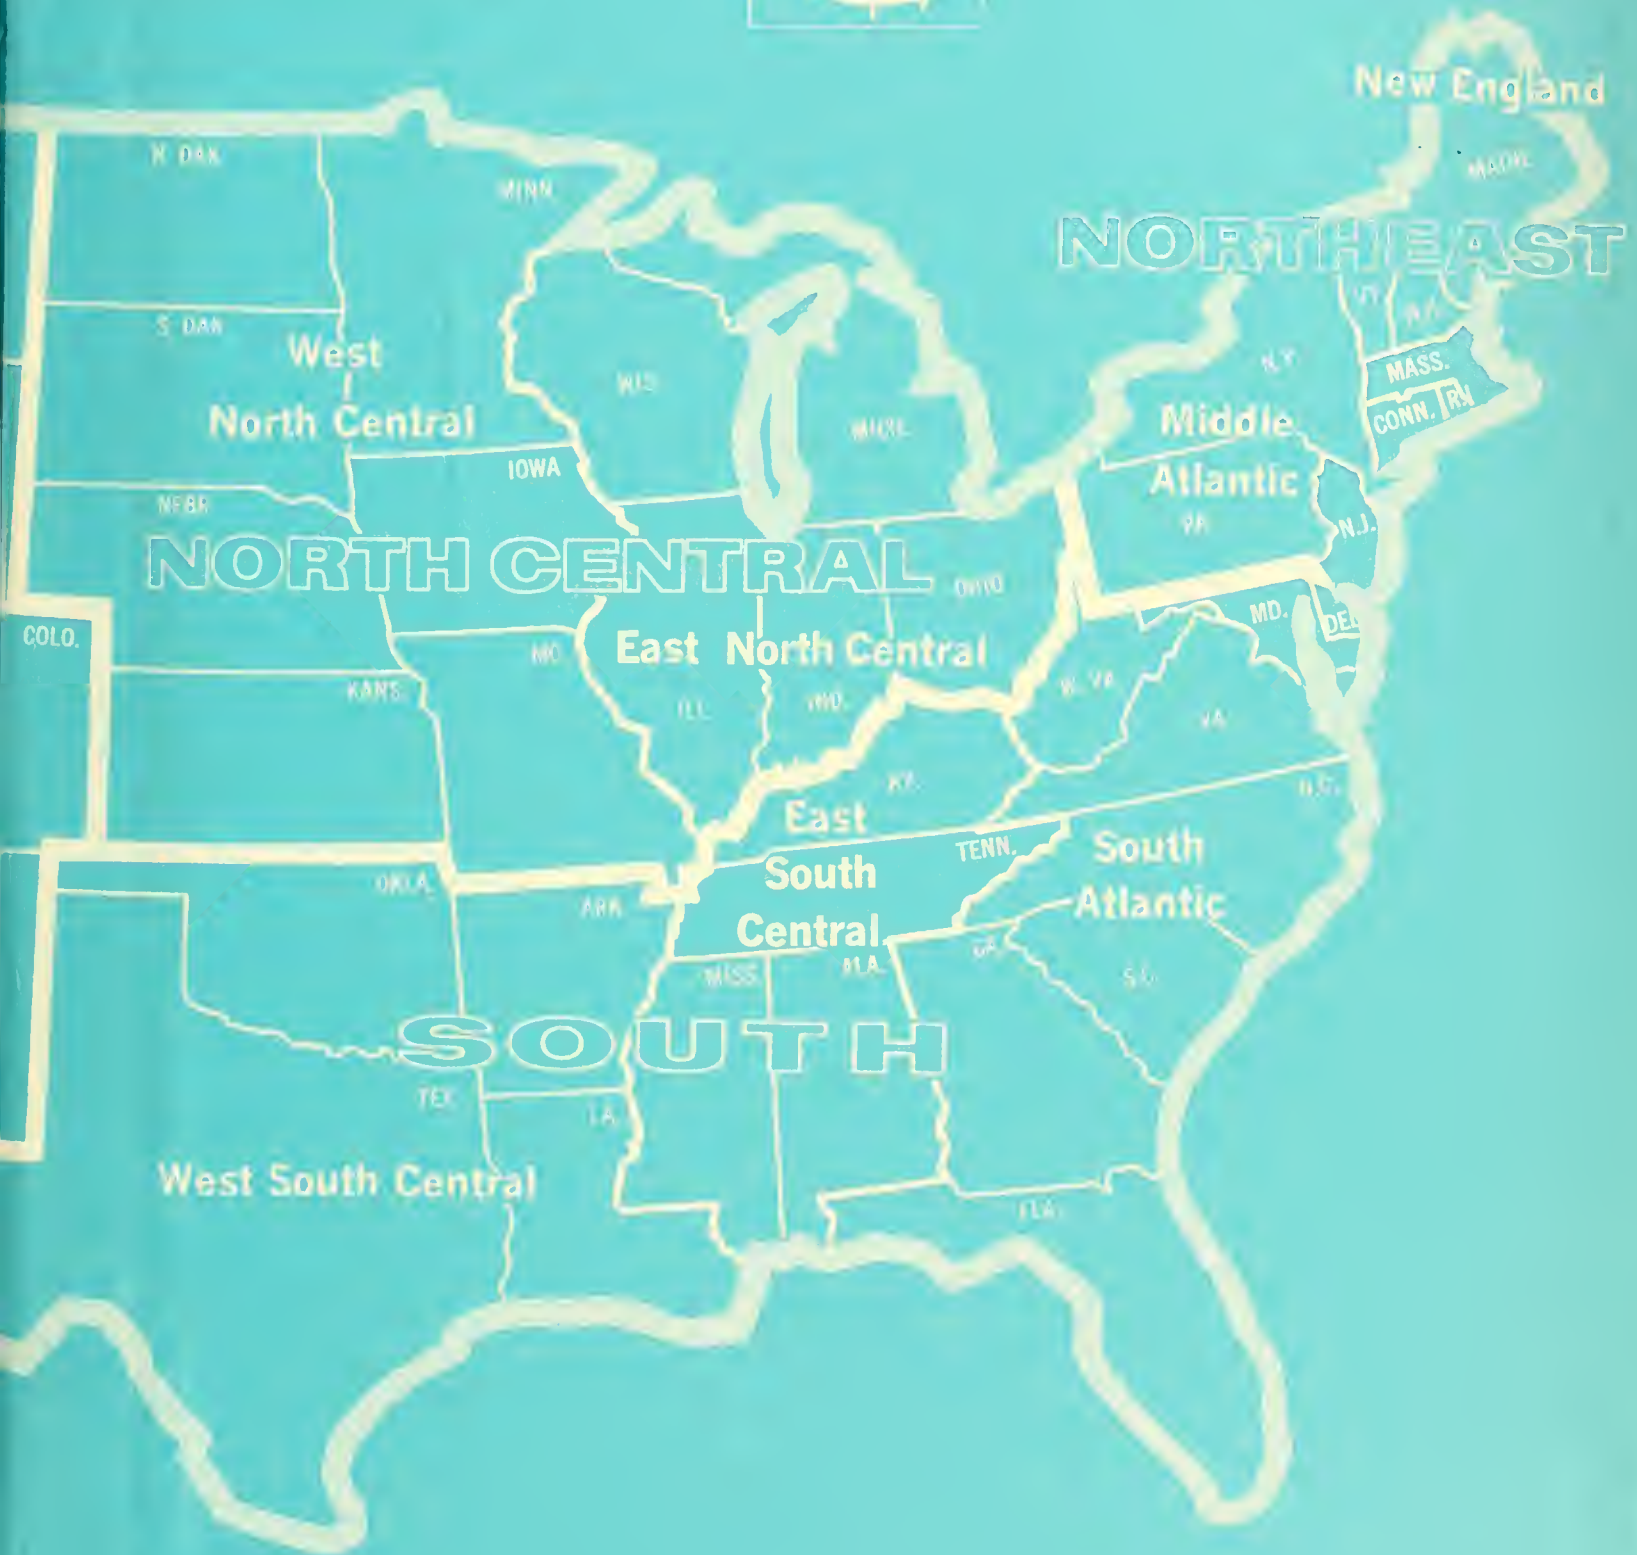 New England
MAINE
N. DAK
MINN.
NORTHEAST
VT.
N.H.
S. DAK
West
North Central
WIS.
MICH.
N.Y.
MASS.
CONN.
R.I.
Middle
Atlantic
IOWA
NEBR.
PA.
N.J.
NORTH CENTRAL
OHIO
MD.
DEL.
COLO.
MO.
East North Central
KANS.
ILL.
IND.
W. VA.
VA.
KY.
N.C.
East
South
Central
TENN.
South
Atlantic
OKLA.
ARK.
MISS.
ALA.
GA.
S.C.
SOUTH
TEX.
LA.
West South Central
FLA.